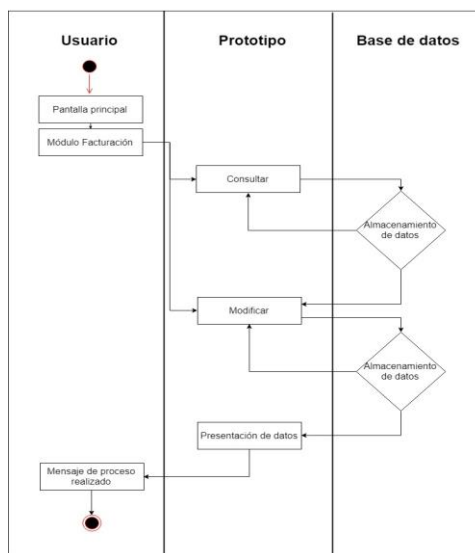 Usuario
Prototipo
Base de datos
Pantalla principal
Módulo Facturación
Consultar
Almacenamiento
de datos
Modificar
Almacenamiento
de datos
Presentación de datos
Mensaje de proceso
realizado